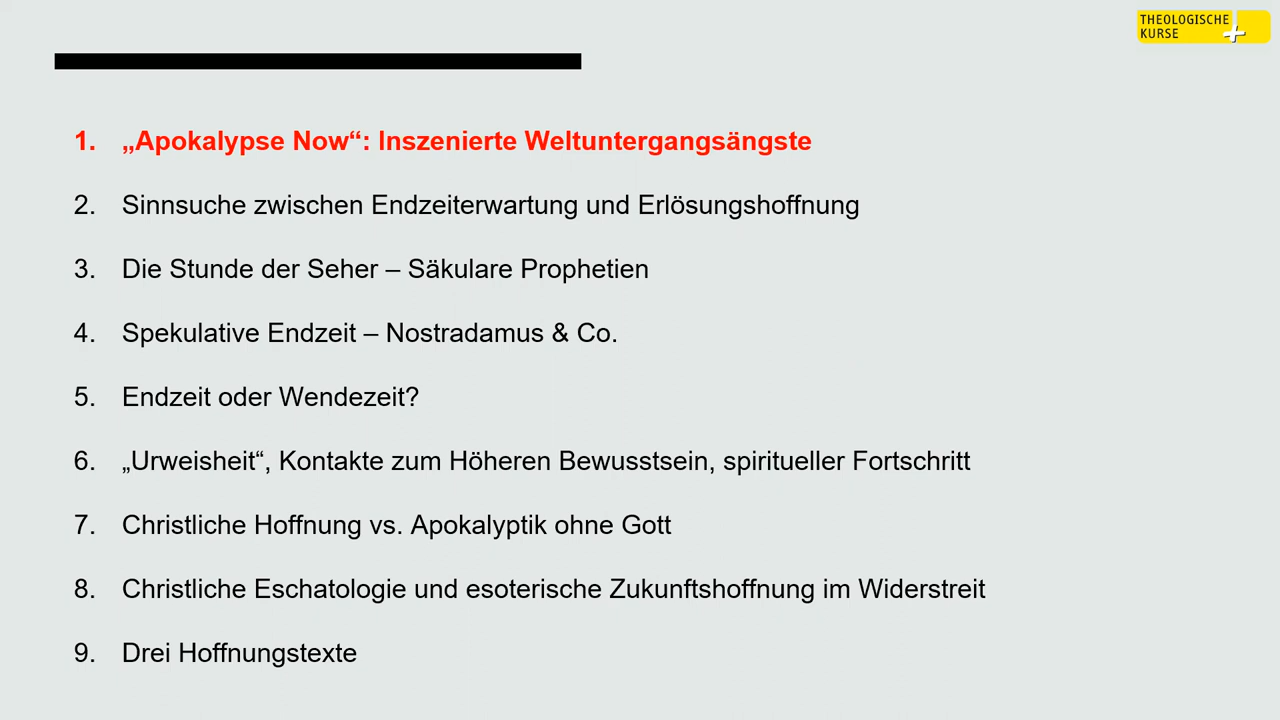 THEOLOGISCHE
KURSE
1. „Apokalypse Now“: Inszenierte Weltuntergangsängste
2. Sinnsuche zwischen Endzeiterwartung und Erlösungshoffnung
3. Die Stunde der Seher – Säkulare Prophetien
4. Spekulative Endzeit – Nostradamus & Co.
5. Endzeit oder Wendezeit?
6. „Urweisheit“, Kontakte zum Höheren Bewusstsein, spiritueller Fortschritt
7. Christliche Hoffnung vs. Apokalyptik ohne Gott
8. Christliche Eschatologie und esoterische Zukunftshoffnung im Widerstreit
9. Drei Hoffnungstexte